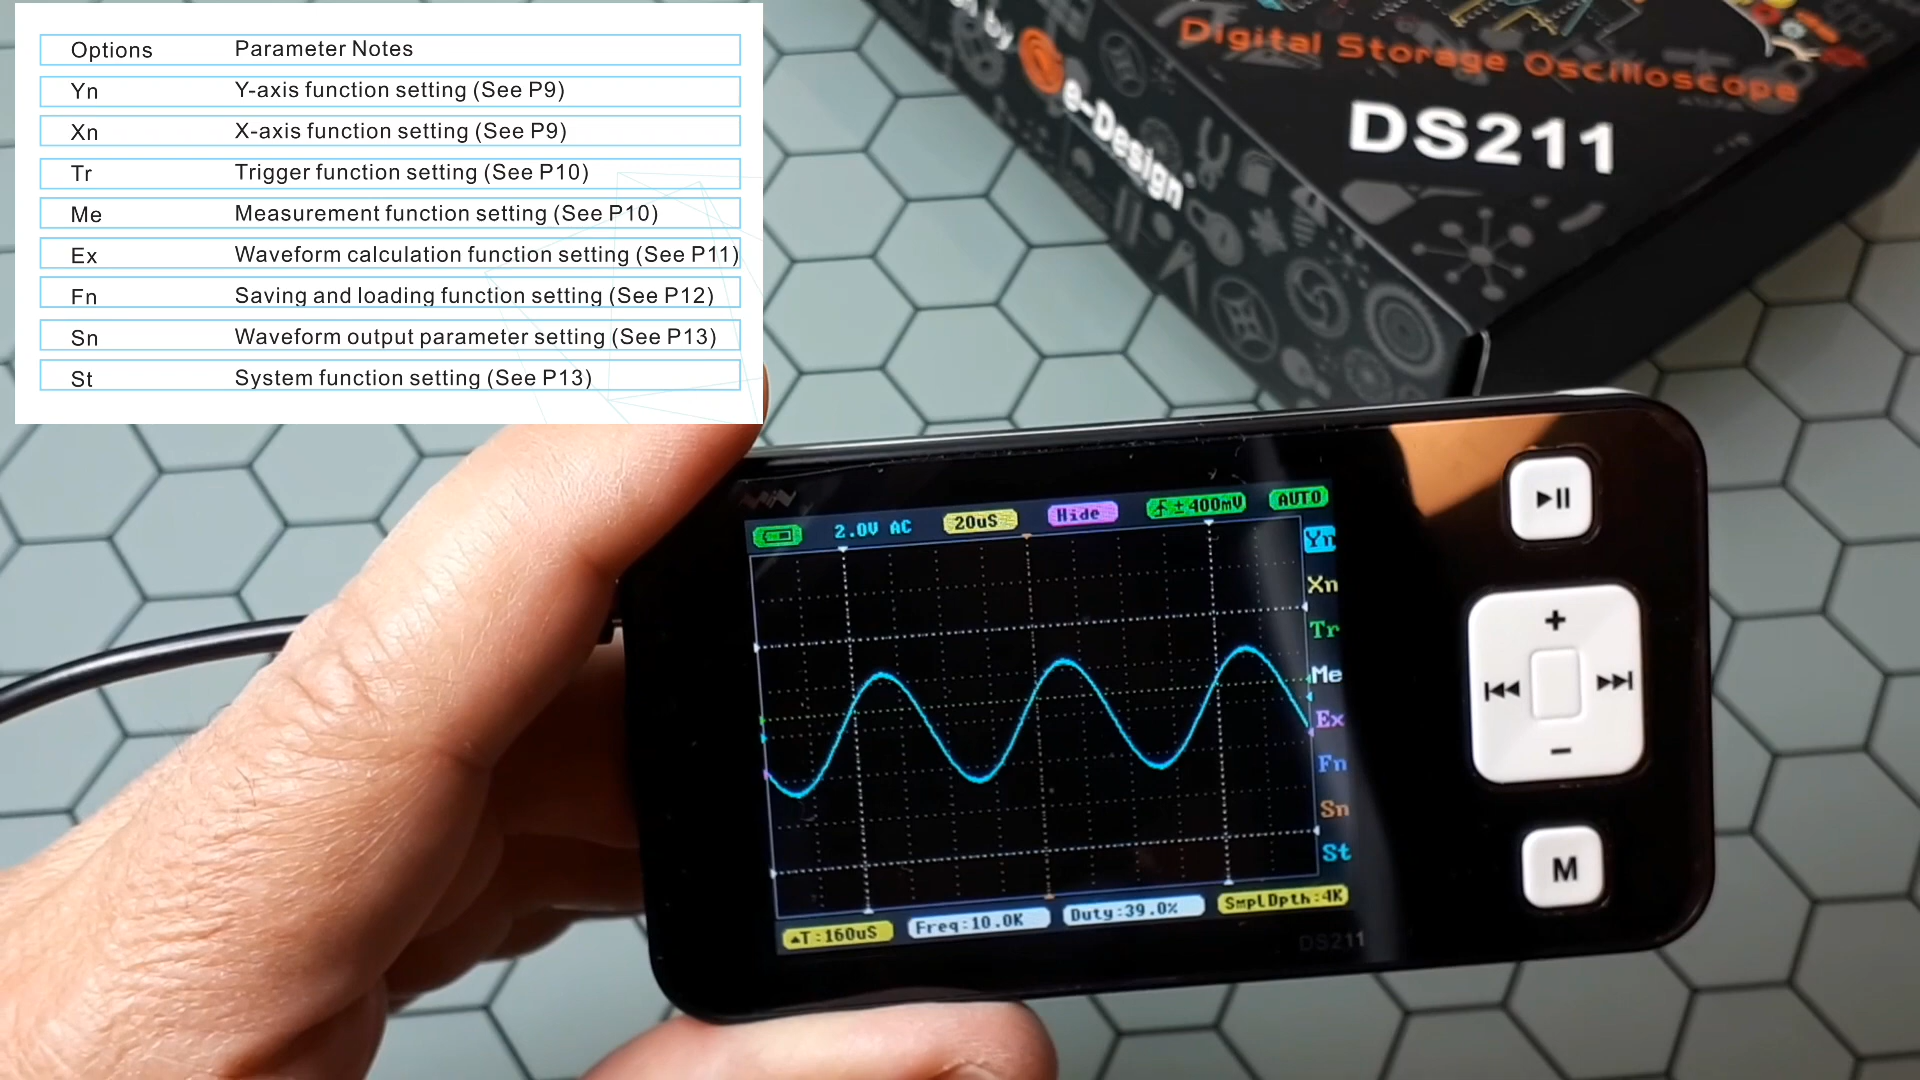 Options Parameter Notes
Yn Y-axis function setting (See P9)
Xn X-axis function setting (See P9)
Tr Trigger function setting (See P10)
Me Measurement function setting (See P10)
Ex Waveform calculation function setting (See P11)
Fn Saving and loading function setting (See P12)
Sn Waveform output parameter setting (See P13)
St System function setting (See P13)
by e-Design
Digital Storage Oscilloscope
DS211
2.0V AC 20uS Hide ±400mV AUTO
Yn
Xn
Tr
Me
Ex
Fn
Sn
St
▲T:160uS Freq:10.0K Duty:39.0% SmplDpth:4K
DS211
+
−
M